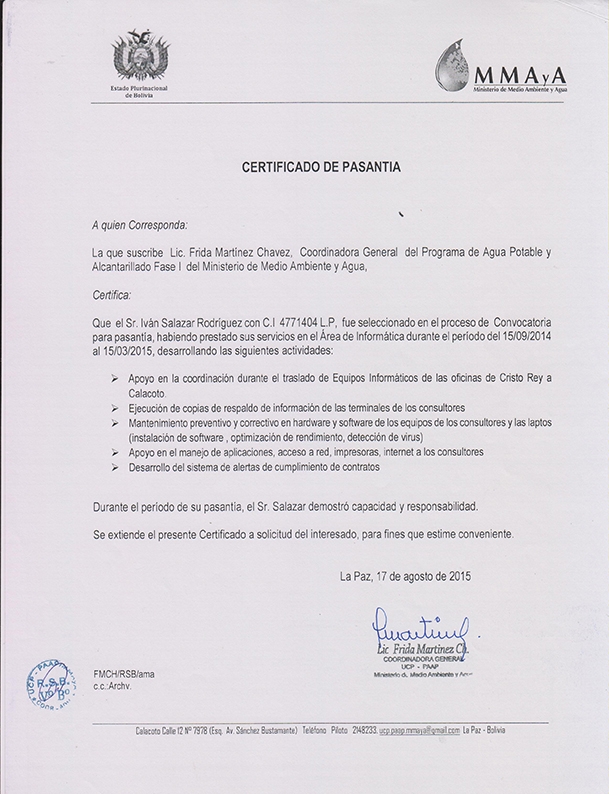 Estado Plurinacional
de Bolivia
MMAyA
Ministerio de Medio Ambiente y Agua
CERTIFICADO DE PASANTIA
A quien Corresponda:
La que suscribe Lic. Frida Martínez Chavez, Coordinadora General del Programa de Agua Potable y
Alcantarillado Fase I del Ministerio de Medio Ambiente y Agua,
Certifica:
Que el Sr. Iván Salazar Rodríguez con C.I 4771404 L.P, fue seleccionado en el proceso de Convocatoria
para pasantía, habiendo prestado sus servicios en el Área de Informática durante el período del 15/09/2014
al 15/03/2015, desarrollando las siguientes actividades:
➢ Apoyo en la coordinación durante el traslado de Equipos Informáticos de las oficinas de Cristo Rey a
Calacoto.
➢ Ejecución de copias de respaldo de información de las terminales de los consultores
➢ Mantenimiento preventivo y correctivo en hardware y software de los equipos de los consultores y las laptos
(instalación de software , optimización de rendimiento, detección de virus)
➢ Apoyo en el manejo de aplicaciones, acceso a red, impresoras, internet a los consultores
➢ Desarrollo del sistema de alertas de cumplimiento de contratos
Durante el período de su pasantía, el Sr. Salazar demostró capacidad y responsabilidad.
Se extiende el presente Certificado a solicitud del interesado, para fines que estime conveniente.
La Paz, 17 de agosto de 2015
Lic Frida Martinez Ch.
COORDINADORA GENERAL
UCP - PAAP
Ministerio de Medio Ambiente y Agua
UCP - PAAP
R.S.B.
VoBo
FMCH/RSB/ama
c.c.:Archv.
Calacoto Calle 12 Nº 7978 (Esq. Av. Sánchez Bustamante) Teléfono Piloto 2148233. ucp.paap.mmaya@gmail.com La Paz - Bolivia